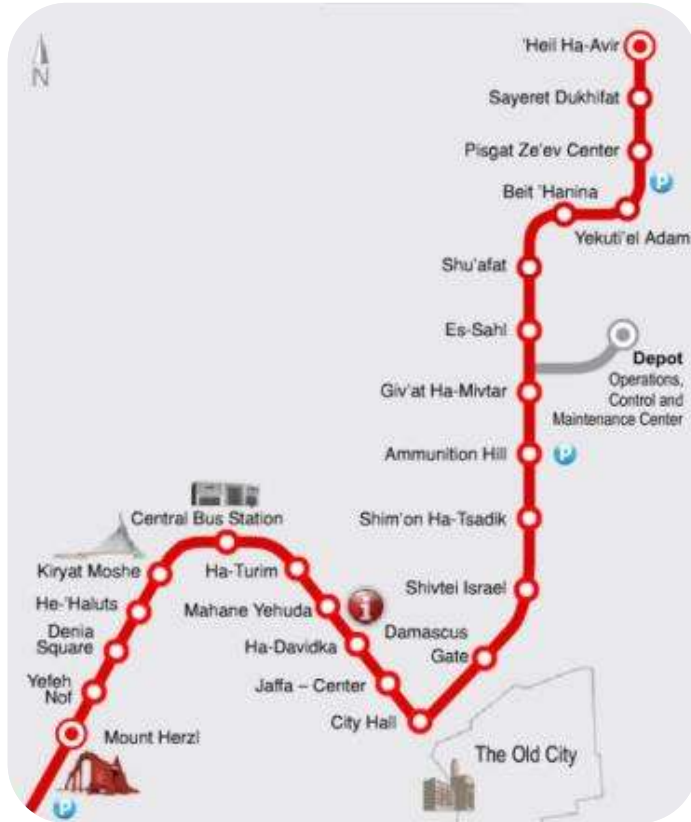 'Heil Ha-Avir
N
Sayeret Dukhifat
Pisgat Ze'ev Center
P
Beit 'Hanina
Yekuti'el Adam
Shu'afat
Es-Sahl
Depot
Operations,
Control and
Maintenance Center
Giv'at Ha-Mivtar
Ammunition Hill
P
Shim'on Ha-Tsadik
Central Bus Station
Kiryat Moshe
Ha-Turim
Shivtei Israel
He-'Haluts
Mahane Yehuda
i
Denia
Square
Ha-Davidka
Damascus
Gate
Yefeh
Nof
Jaffa – Center
City Hall
Mount Herzl
The Old City
P